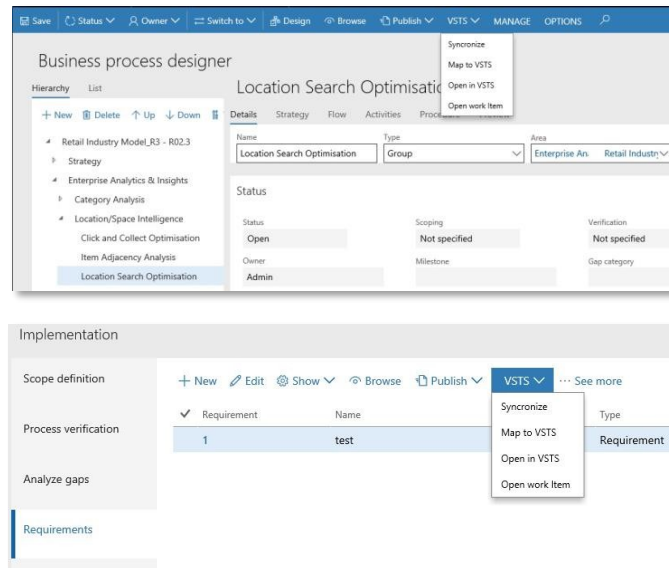 Save Status Owner Switch to Design Browse Publish VSTS MANAGE OPTIONS
Syncronize
Map to VSTS
Open in VSTS
Open work Item
Business process designer
Hierarchy List
New Delete Up Down
Retail Industry Model_R3 - R02.3
Strategy
Enterprise Analytics & Insights
Category Analysis
Location/Space Intelligence
Click and Collect Optimisation
Item Adjacency Analysis
Location Search Optimisation
Location Search Optimisatio
Details Strategy Flow Activities
Name Type Area
Location Search Optimisation Group Enterprise An Retail Industry
Status
Status Scoping Verification
Open Not specified Not specified
Owner Milestone Gap category
Admin
Implementation
Scope definition
Process verification
Analyze gaps
Requirements
New Edit Show Browse Publish VSTS ··· See more
Syncronize
Map to VSTS
Open in VSTS
Open work Item
Requirement Name Type
1 test Requirement